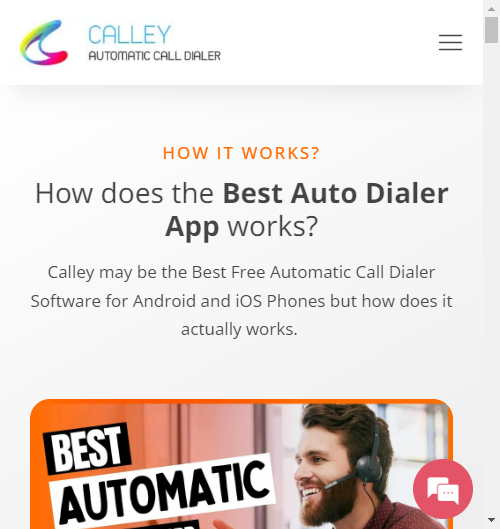 CALLEY
AUTOMATIC CALL DIALER
HOW IT WORKS?
How does the Best Auto Dialer
App works?
Calley may be the Best Free Automatic Call Dialer
Software for Android and iOS Phones but how does it
actually works.
BEST
AUTOMATIC